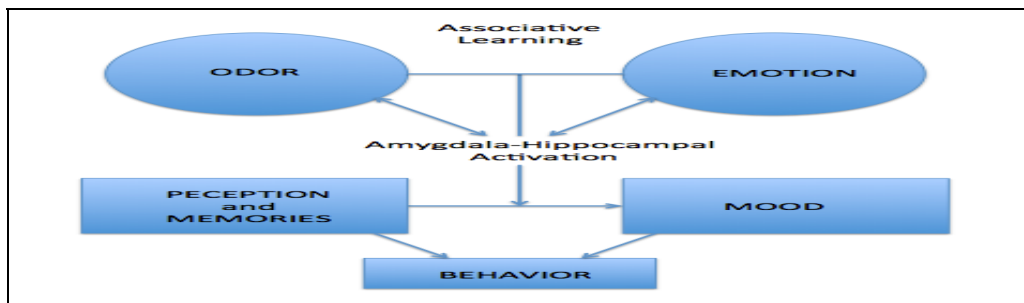 Associative
Learning
ODOR
EMOTION
Amygdala-Hippocampal
Activation
PECEPTION
and
MEMORIES
MOOD
BEHAVIOR